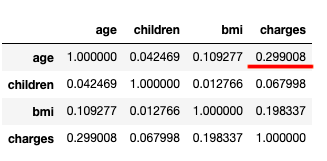 age children bmi charges
age 1.000000 0.042469 0.109277 0.299008
children 0.042469 1.000000 0.012766 0.067998
bmi 0.109277 0.012766 1.000000 0.198337
charges 0.299008 0.067998 0.198337 1.000000